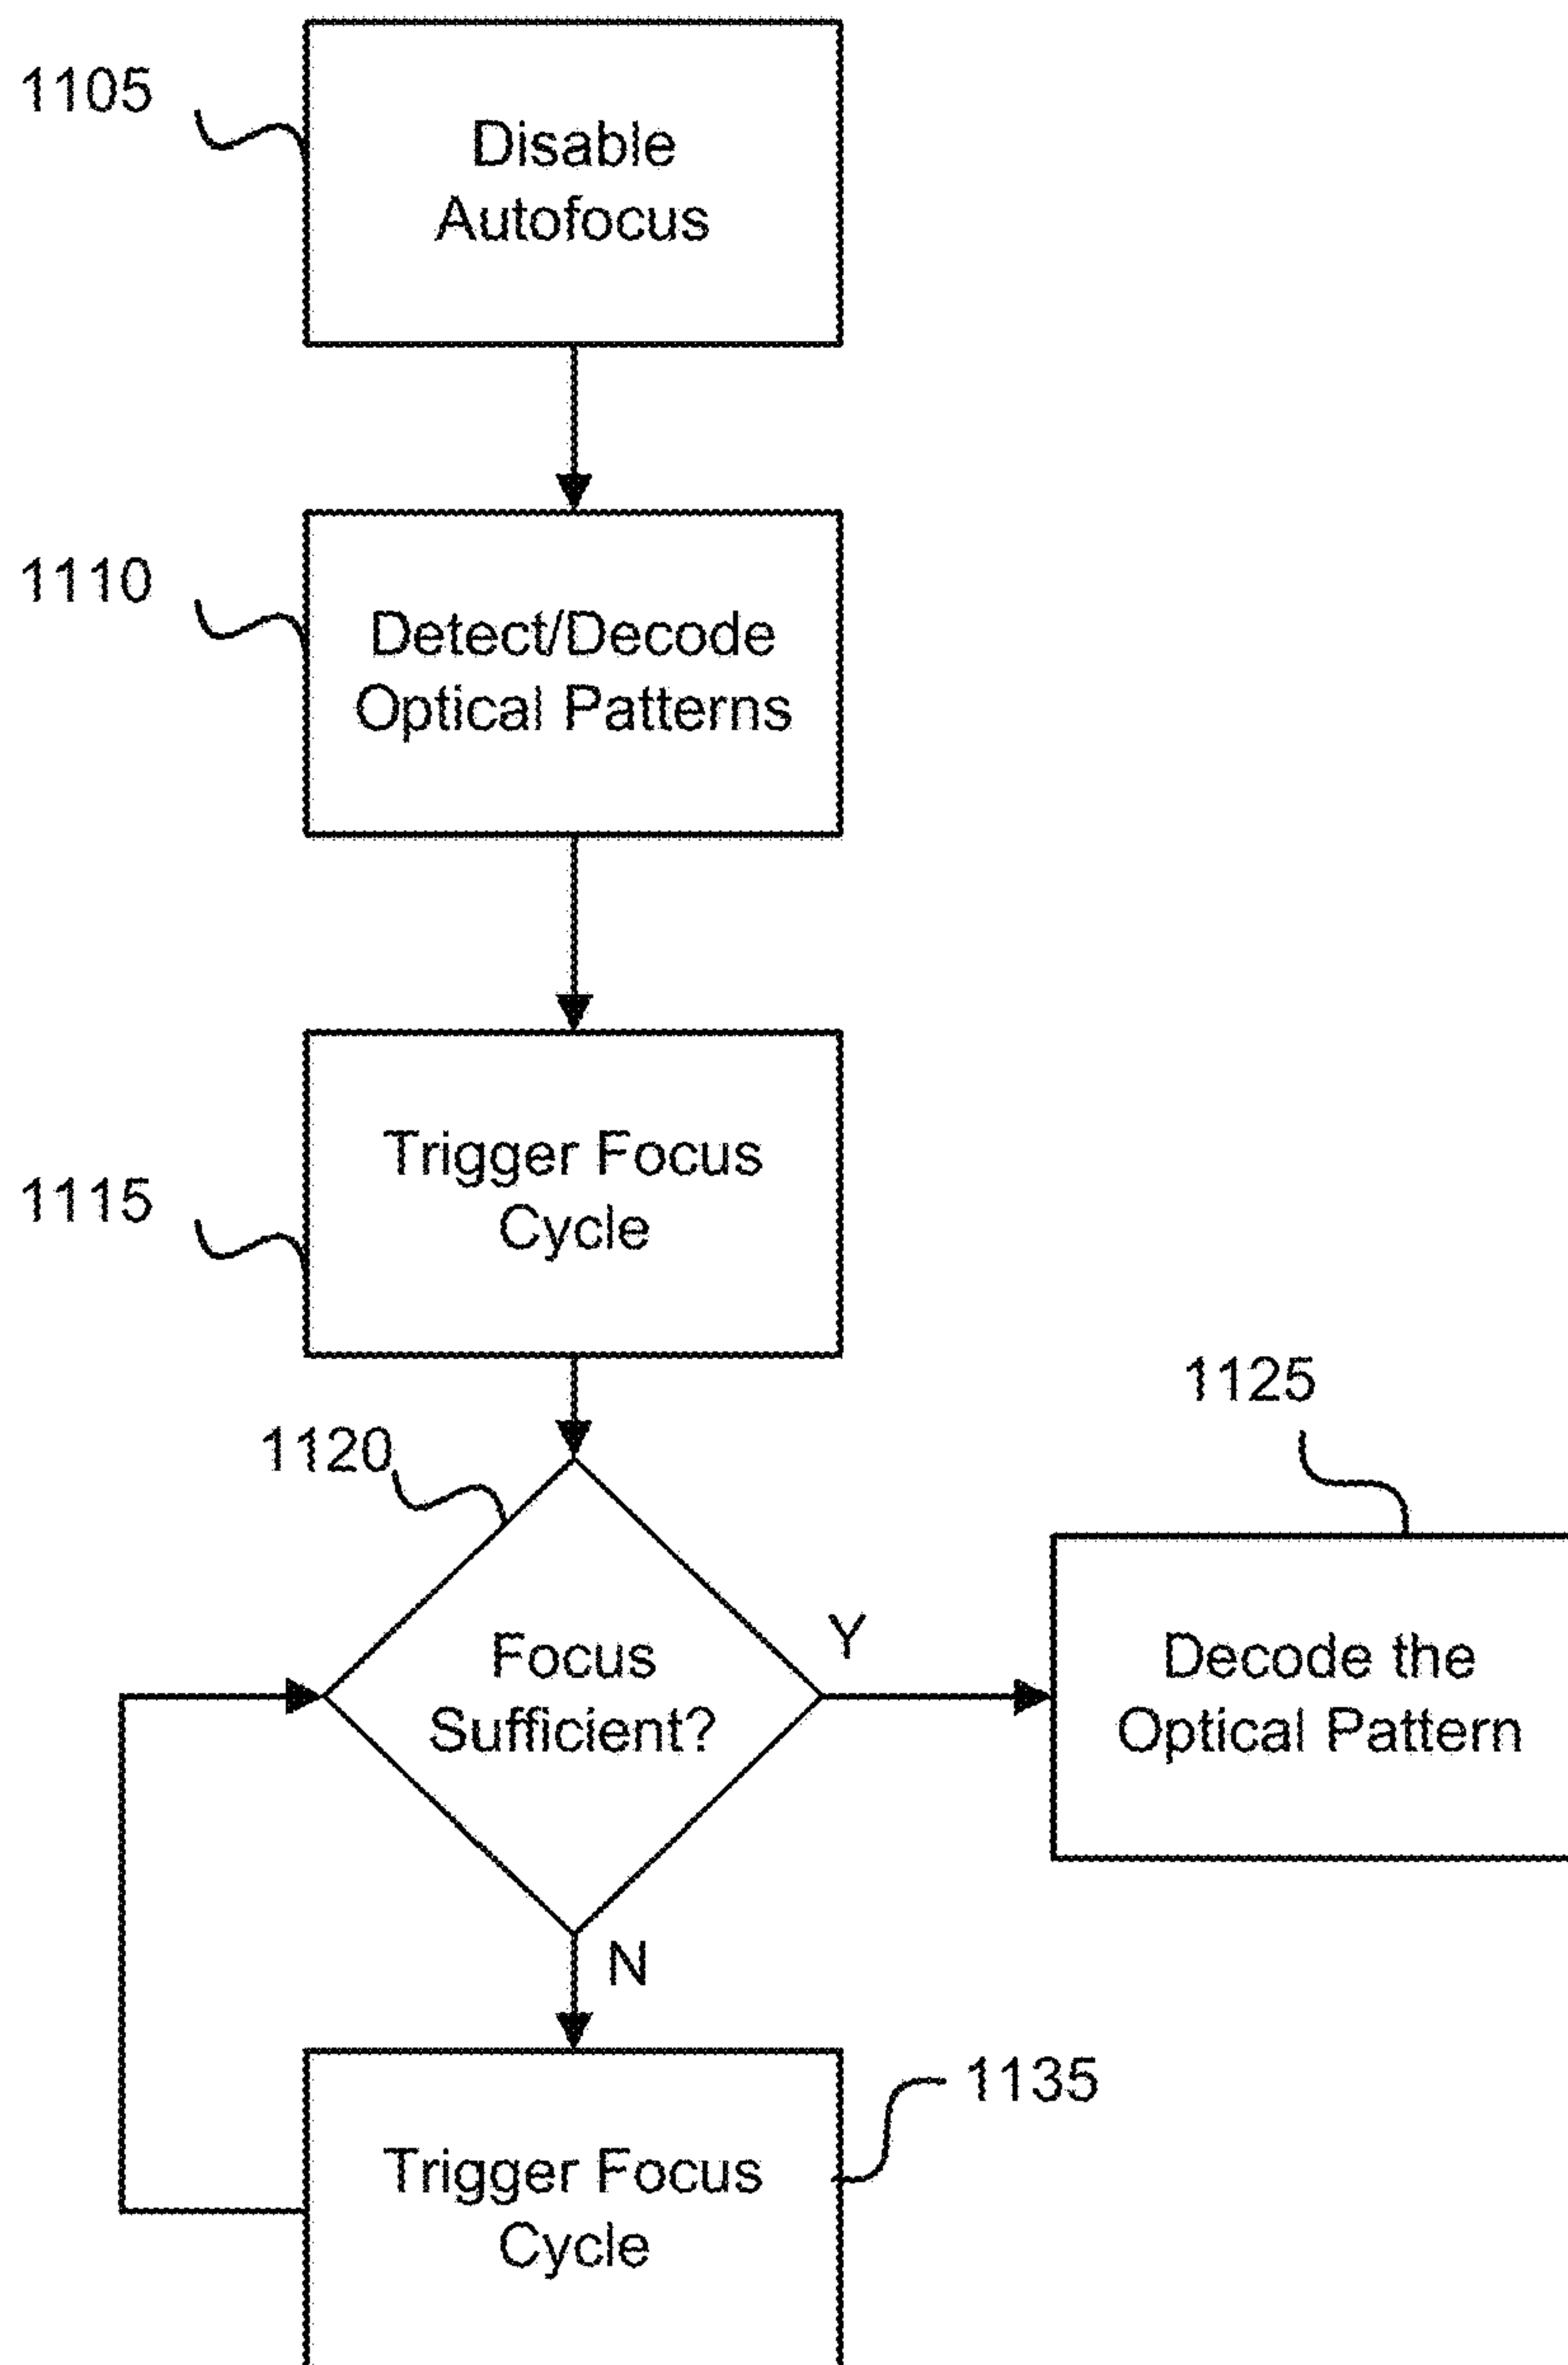 1105
Disable
Autofocus
1110
Detect/Decode
Optical Patterns
1115
Trigger Focus
Cycle
1120
Focus
Sufficient?
Y
1125
Decode the
Optical Pattern
N
1135
Trigger Focus
Cycle